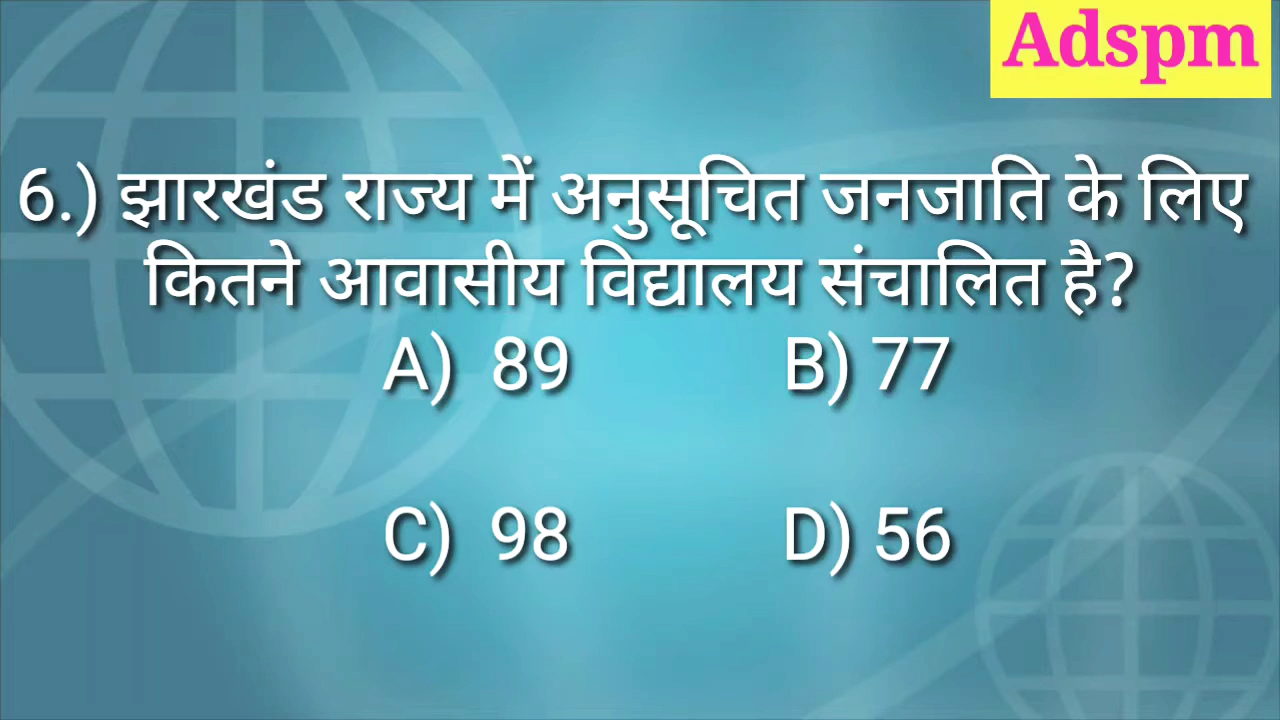 Adspm
6.) झारखंड राज्य में अनुसूचित जनजाति के लिए
कितने आवासीय विद्यालय संचालित है?
A) 89 B) 77
C) 98 D) 56